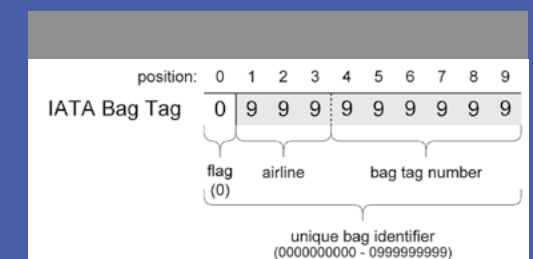 position: 0 1 2 3 4 5 6 7 8 9
IATA Bag Tag 0 9 9 9 9 9 9 9 9 9
flag airline bag tag number
(0)
unique bag identifier
(0000000000 - 0999999999)